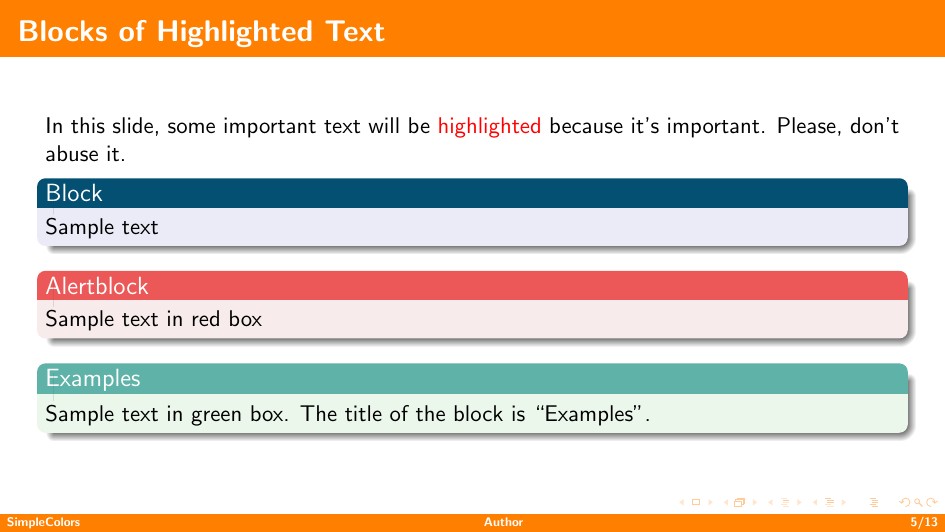 Blocks of Highlighted Text
In this slide, some important text will be highlighted because it's important. Please, don't
abuse it.
Block
Sample text
Alertblock
Sample text in red box
Examples
Sample text in green box. The title of the block is “Examples”.
SimpleColors
Author
5/13